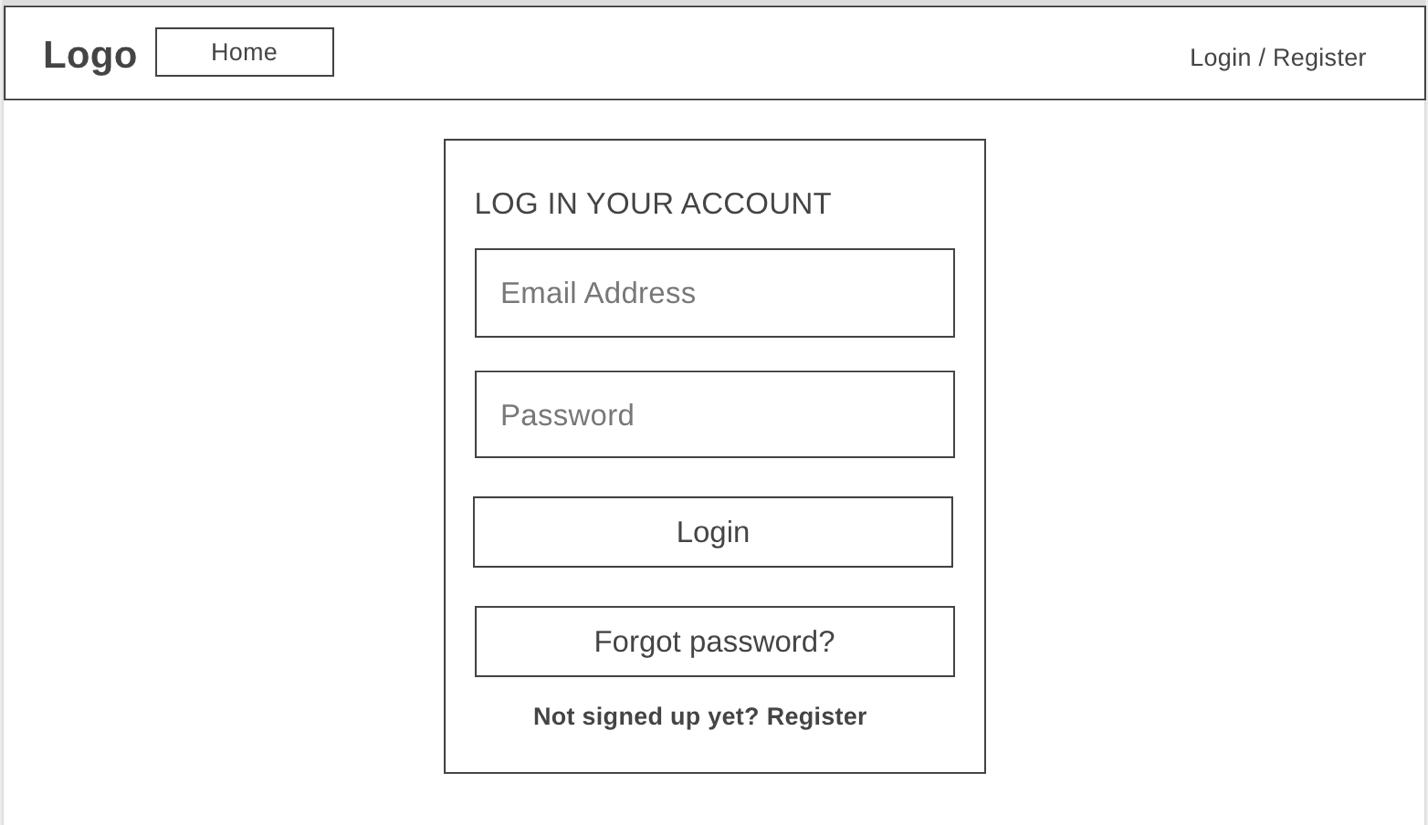 Logo
Home
Login / Register
LOG IN YOUR ACCOUNT
Email Address
Password
Login
Forgot password?
Not signed up yet? Register